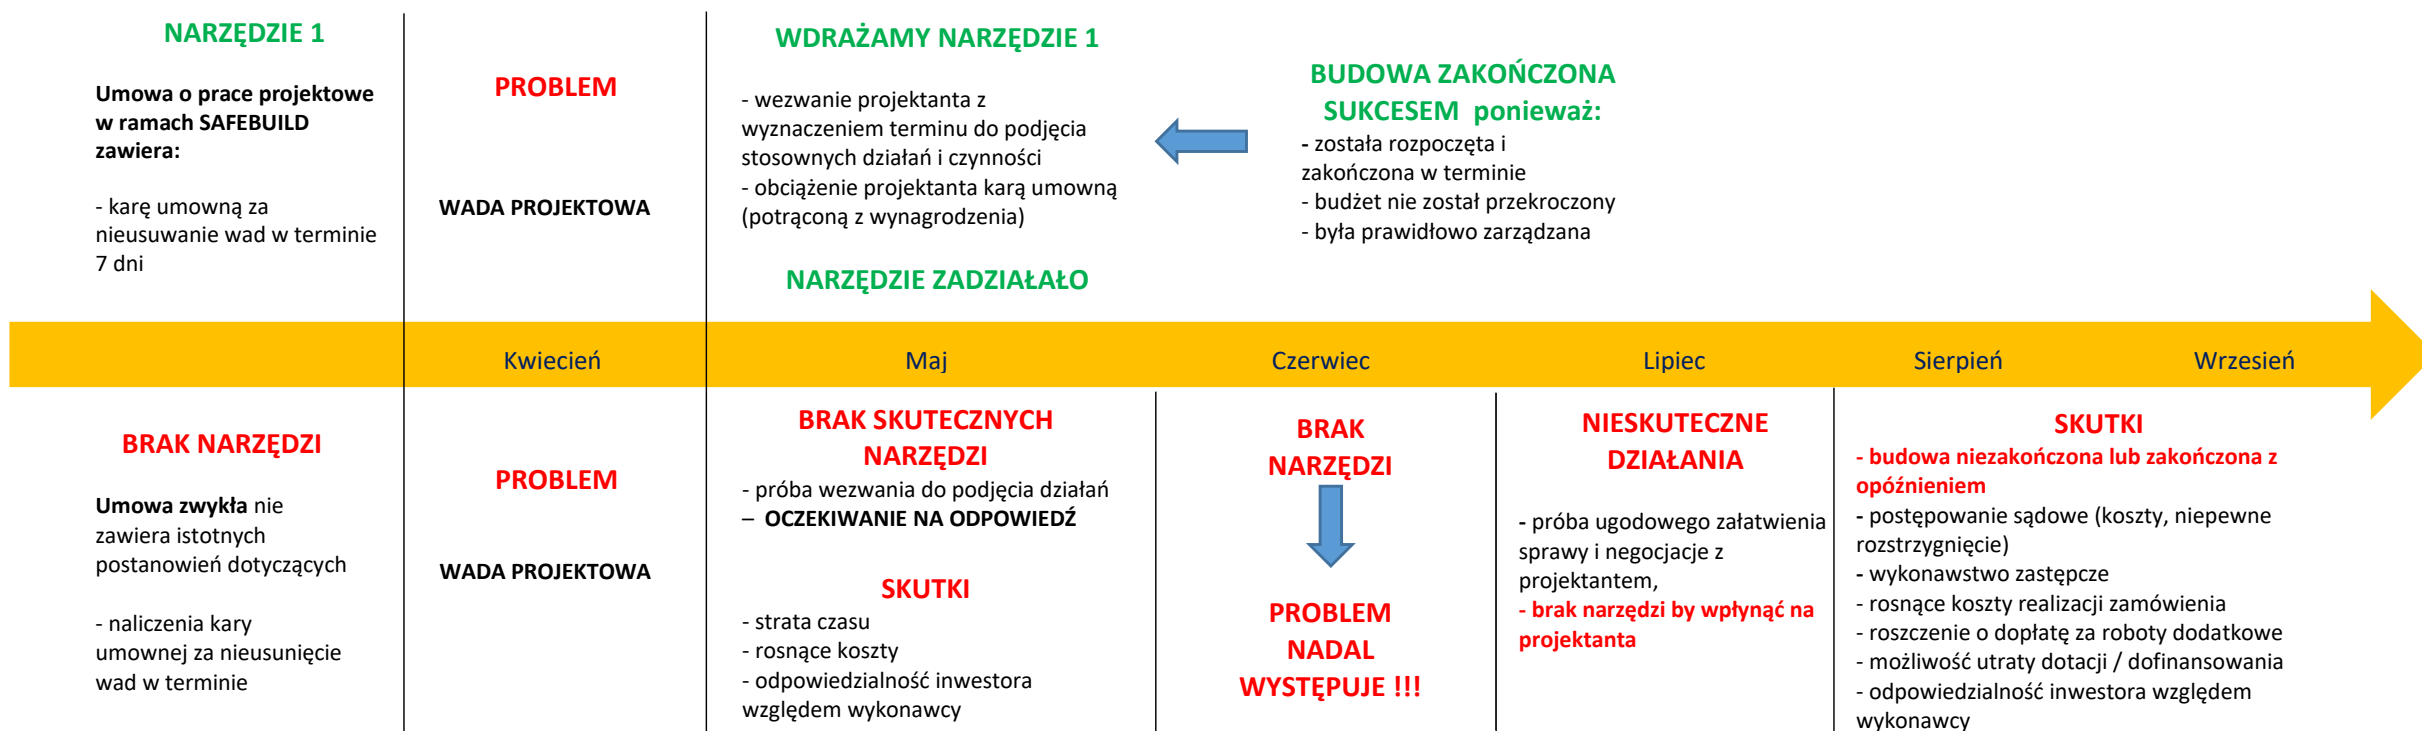 NARZĘDZIE 1
Umowa o prace projektowe
w ramach SAFEBUILD
zawiera:
- karę umowną za
nieusuwanie wad w terminie
7 dni
PROBLEM
WADA PROJEKTOWA
WDRAŻAMY NARZĘDZIE 1
- wezwanie projektanta z
wyznaczeniem terminu do podjęcia
stosownych działań i czynności
- obciążenie projektanta karą umowną
(potrąconą z wynagrodzenia)
NARZĘDZIE ZADZIAŁAŁO
BUDOWA ZAKOŃCZONA
SUKCESEM ponieważ:
- została rozpoczęta i
zakończona w terminie
- budżet nie został przekroczony
- była prawidłowo zarządzana
Kwiecień
Maj
Czerwiec
Lipiec
Sierpień
Wrzesień
BRAK NARZĘDZI
Umowa zwykła nie
zawiera istotnych
postanowień dotyczących
- naliczenia kary
umownej za nieusunięcie
wad w terminie
PROBLEM
WADA PROJEKTOWA
BRAK SKUTECZNYCH
NARZĘDZI
- próba wezwania do podjęcia działań
– OCZEKIWANIE NA ODPOWIEDŹ
SKUTKI
- strata czasu
- rosnące koszty
- odpowiedzialność inwestora
względem wykonawcy
BRAK
NARZĘDZI
PROBLEM
NADAL
WYSTĘPUJE !!!
NIESKUTECZNE
DZIAŁANIA
- próba ugodowego załatwienia
sprawy i negocjacje z
projektantem,
- brak narzędzi by wpłynąć na
projektanta
SKUTKI
- budowa niezakończona lub zakończona z
opóźnieniem
- postępowanie sądowe (koszty, niepewne
rozstrzygnięcie)
- wykonawstwo zastępcze
- rosnące koszty realizacji zamówienia
- roszczenie o dopłatę za roboty dodatkowe
- możliwość utraty dotacji / dofinansowania
- odpowiedzialność inwestora względem
wykonawcy